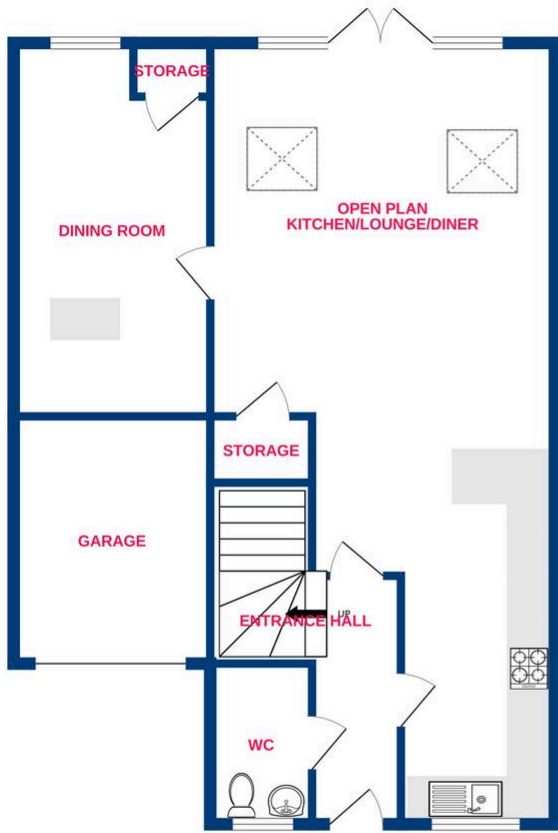 STORAGE
OPEN PLAN
KITCHEN/LOUNGE/DINER
DINING ROOM
STORAGE
GARAGE
UP
ENTRANCE HALL
WC